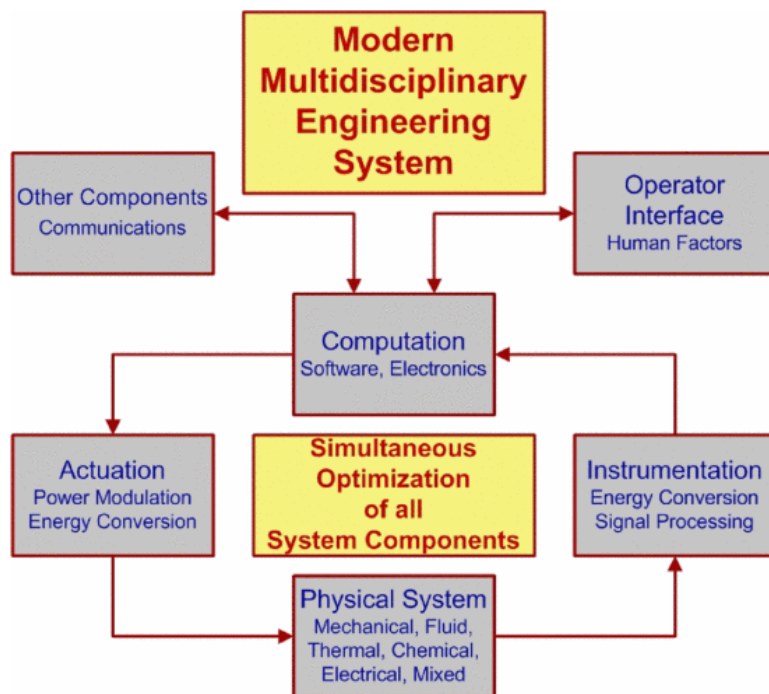 Modern
Multidisciplinary
Engineering
System
Other Components
Communications
Operator
Interface
Human Factors
Computation
Software, Electronics
Actuation
Power Modulation
Energy Conversion
Simultaneous
Optimization
of all
System Components
Instrumentation
Energy Conversion
Signal Processing
Physical System
Mechanical, Fluid,
Thermal, Chemical,
Electrical, Mixed